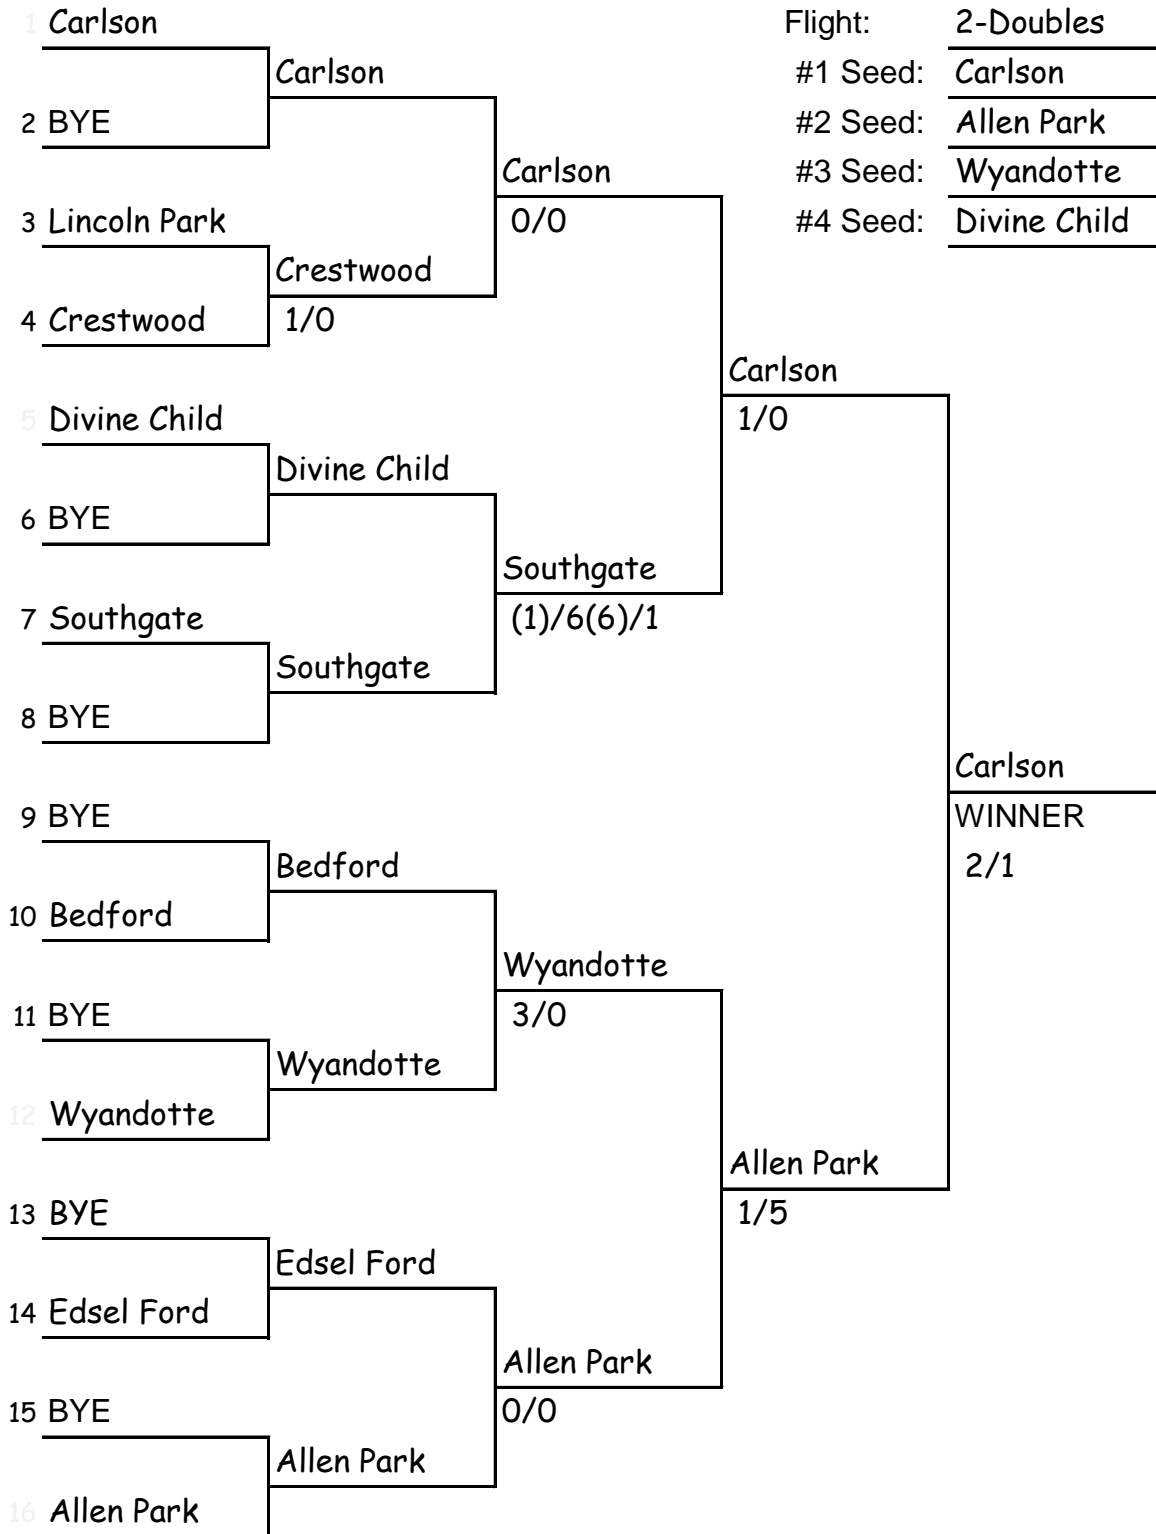 1 Carlson
Flight: 2-Doubles
Carlson
#1 Seed: Carlson
2 BYE
#2 Seed: Allen Park
Carlson
#3 Seed: Wyandotte
3 Lincoln Park
0/0
#4 Seed: Divine Child
Crestwood
4 Crestwood
1/0
Carlson
5 Divine Child
1/0
Divine Child
6 BYE
Southgate
7 Southgate
(1)/6(6)/1
Southgate
8 BYE
Carlson
9 BYE
WINNER
Bedford
2/1
10 Bedford
Wyandotte
11 BYE
3/0
Wyandotte
12 Wyandotte
Allen Park
13 BYE
1/5
Edsel Ford
14 Edsel Ford
Allen Park
15 BYE
0/0
Allen Park
16 Allen Park